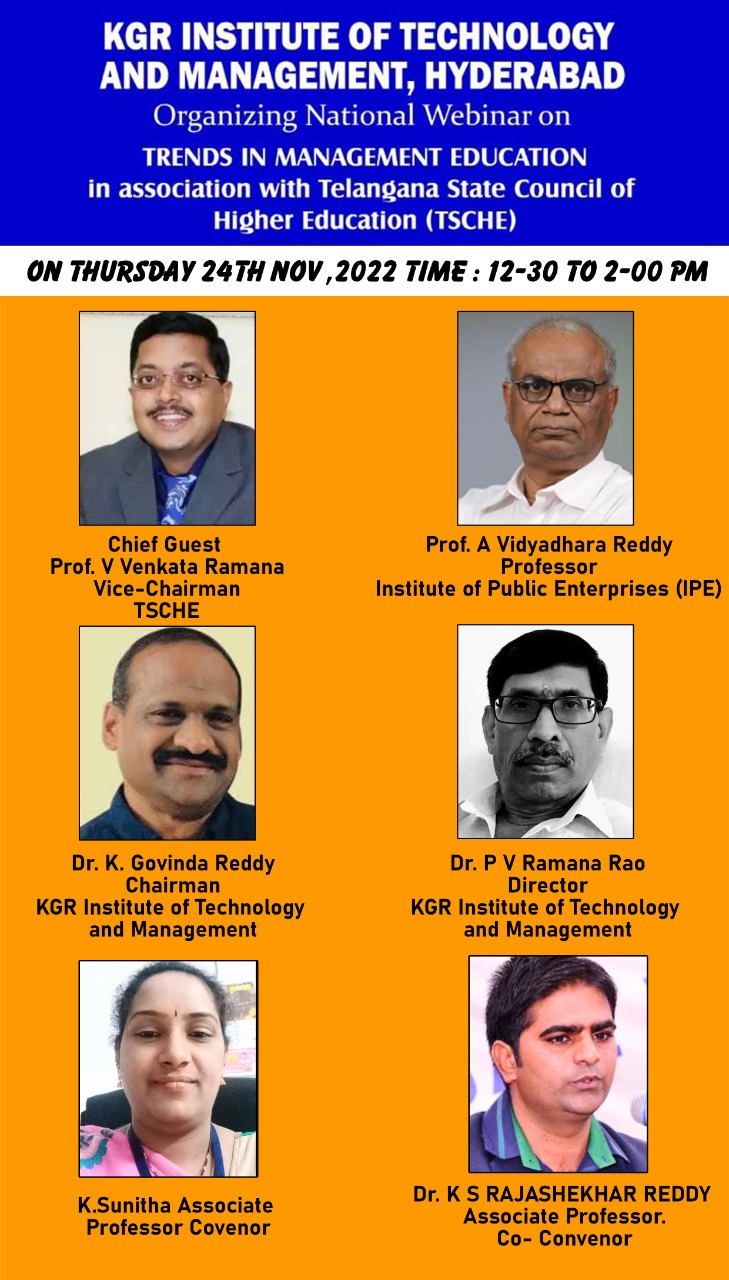 KGR INSTITUTE OF TECHNOLOGY
AND MANAGEMENT, HYDERABAD
Organizing National Webinar on
TRENDS IN MANAGEMENT EDUCATION
in association with Telangana State Council of
Higher Education (TSCHE)
ON THURSDAY 24TH NOV ,2022 TIME : 12-30 TO 2-00 PM
Chief Guest
Prof. V Venkata Ramana
Vice-Chairman
TSCHE
Prof. A Vidyadhara Reddy
Professor
Institute of Public Enterprises (IPE)
Dr. K. Govinda Reddy
Chairman
KGR Institute of Technology
and Management
Dr. P V Ramana Rao
Director
KGR Institute of Technology
and Management
K.Sunitha Associate
Professor Covenor
Dr. K S RAJASHEKHAR REDDY
Associate Professor.
Co- Convenor